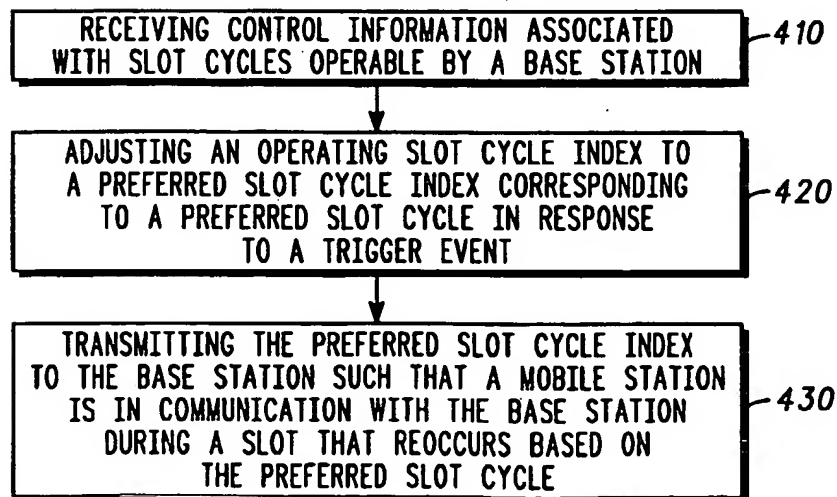 RECEIVING CONTROL INFORMATION ASSOCIATED
WITH SLOT CYCLES OPERABLE BY A BASE STATION
410
ADJUSTING AN OPERATING SLOT CYCLE INDEX TO
A PREFERRED SLOT CYCLE INDEX CORRESPONDING
TO A PREFERRED SLOT CYCLE IN RESPONSE
TO A TRIGGER EVENT
420
TRANSMITTING THE PREFERRED SLOT CYCLE INDEX
TO THE BASE STATION SUCH THAT A MOBILE STATION
IS IN COMMUNICATION WITH THE BASE STATION
DURING A SLOT THAT REOCCURS BASED ON
THE PREFERRED SLOT CYCLE.
430